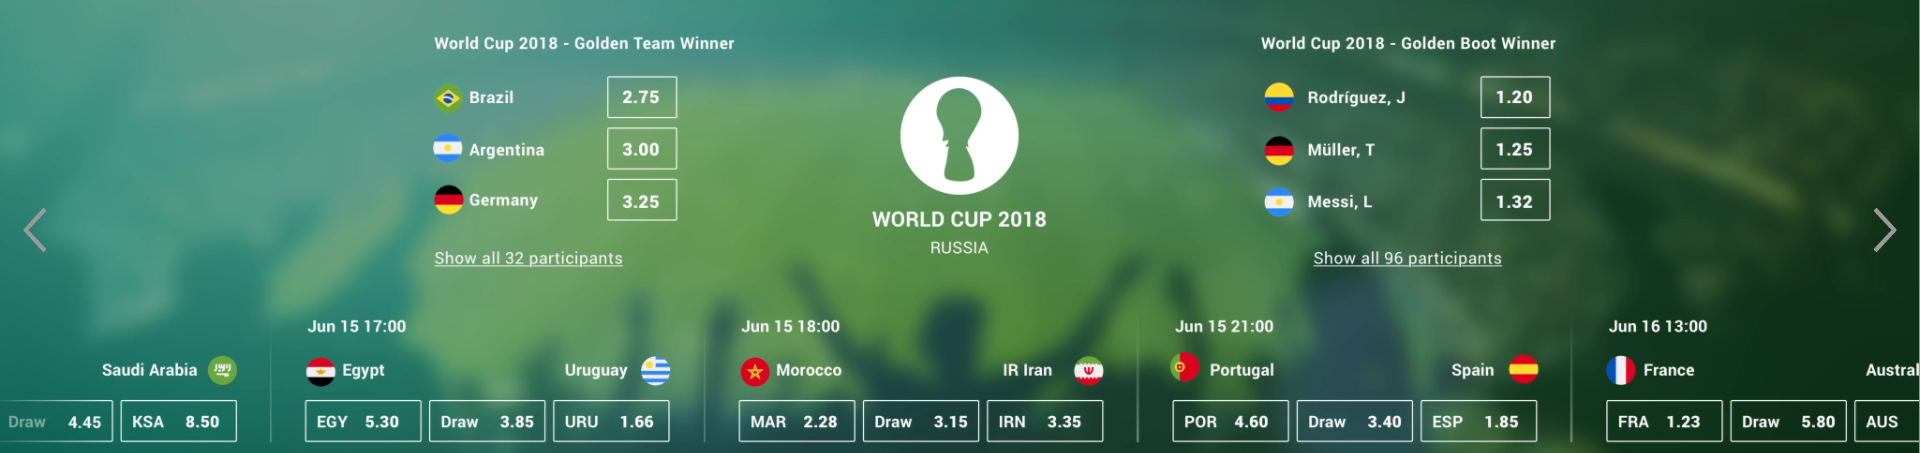 World Cup 2018 - Golden Team Winner
Brazil 2.75
Argentina 3.00
Germany 3.25
Show all 32 participants
WORLD CUP 2018
RUSSIA
World Cup 2018 - Golden Boot Winner
Rodríguez, J 1.20
Müller, T 1.25
Messi, L 1.32
Show all 96 participants
Saudi Arabia
Draw 4.45 KSA 8.50
Jun 15 17:00
Egypt Uruguay
EGY 5.30 Draw 3.85 URU 1.66
Jun 15 18:00
Morocco IR Iran
MAR 2.28 Draw 3.15 IRN 3.35
Jun 15 21:00
Portugal Spain
POR 4.60 Draw 3.40 ESP 1.85
Jun 16 13:00
France Austral
FRA 1.23 Draw 5.80 AUS